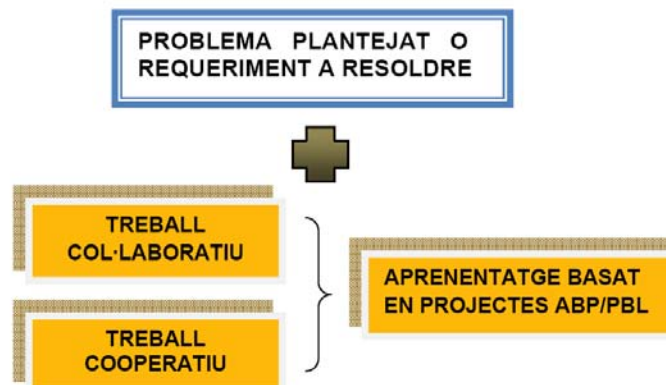 PROBLEMA PLANTEJAT O
REQUERIMENT A RESOLDRE
TREBALL
COL·LABORATIU
TREBALL
COOPERATIU
APRENENTATGE BASAT
EN PROJECTES ABP/PBL